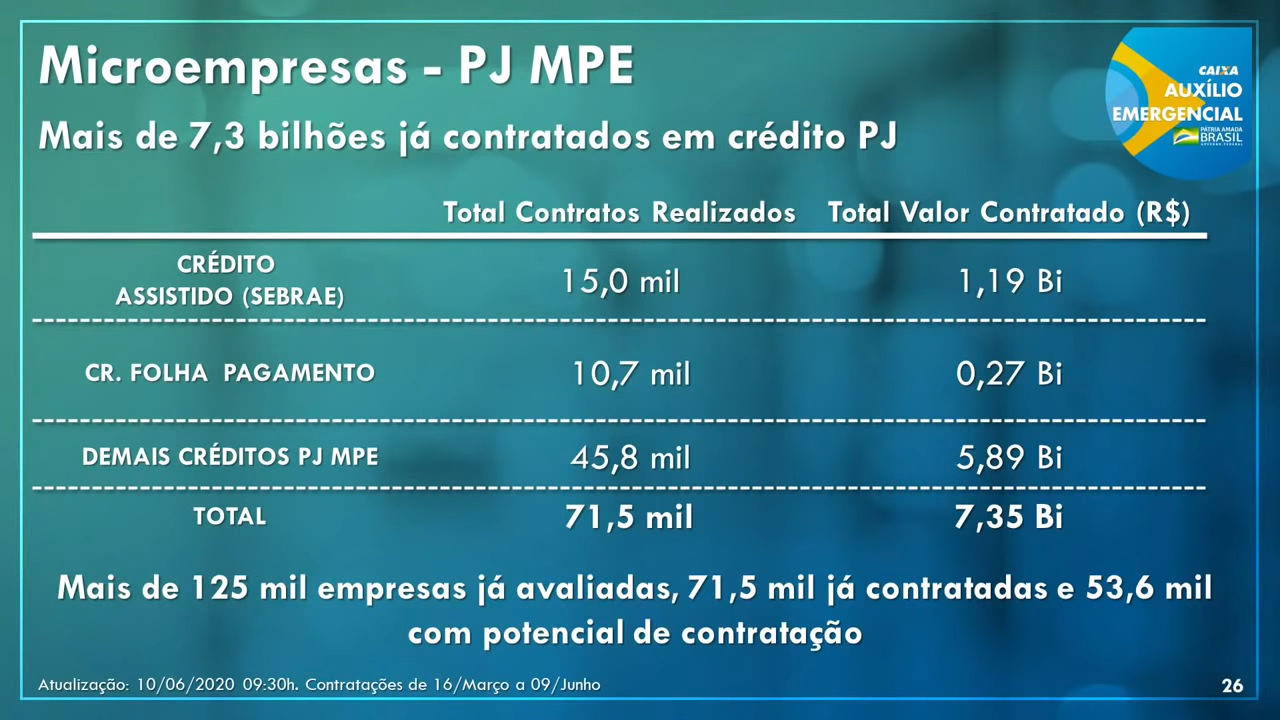 Microempresas - PJ MPE
Mais de 7,3 bilhões já contratados em crédito PJ
CAIXA
AUXÍLIO
EMERGENCIAL
PÁTRIA AMADA
BRASIL
GOVERNO FEDERAL
Total Contratos Realizados Total Valor Contratado (R$)
CRÉDITO
ASSISTIDO (SEBRAE) 15,0 mil 1,19 Bi
CR. FOLHA PAGAMENTO 10,7 mil 0,27 Bi
DEMAIS CRÉDITOS PJ MPE 45,8 mil 5,89 Bi
TOTAL 71,5 mil 7,35 Bi
Mais de 125 mil empresas já avaliadas, 71,5 mil já contratadas e 53,6 mil
com potencial de contratação
Atualização: 10/06/2020 09:30h. Contratações de 16/Março a 09/Junho
26